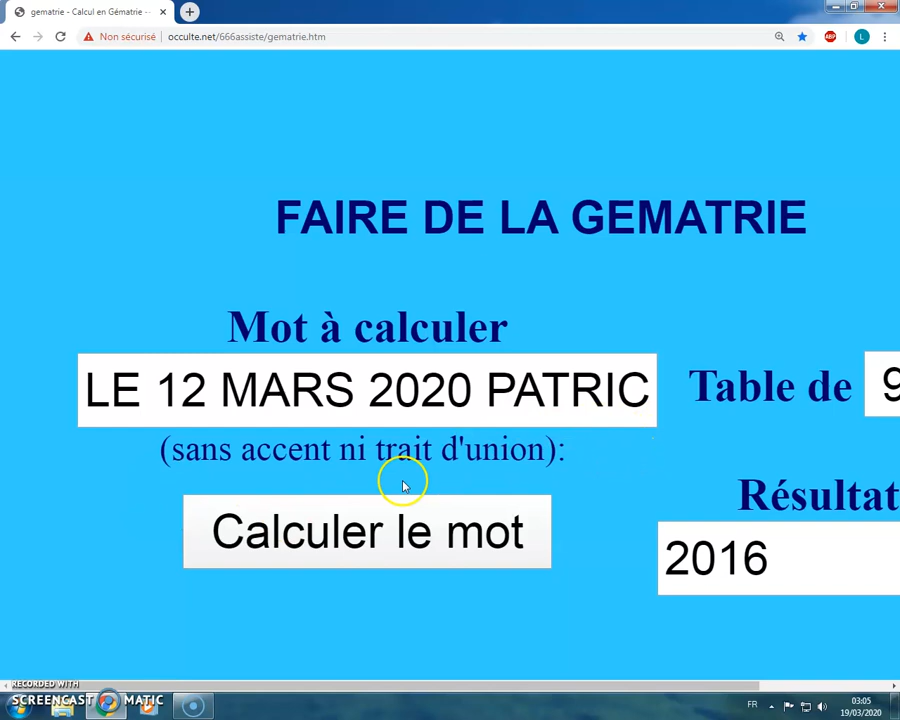 gematrie - Calcul en Gématrie -
Non sécurisé
occulte.net/666assiste/gematrie.htm
ABP
L
FAIRE DE LA GEMATRIE
Mot à calculer
LE 12 MARS 2020 PATRIC
Table de 9
(sans accent ni trait d'union):
Résultat
Calculer le mot
2016
RECORDED WITH
SCREENCAST MATIC
FR
03:05
19/03/2020